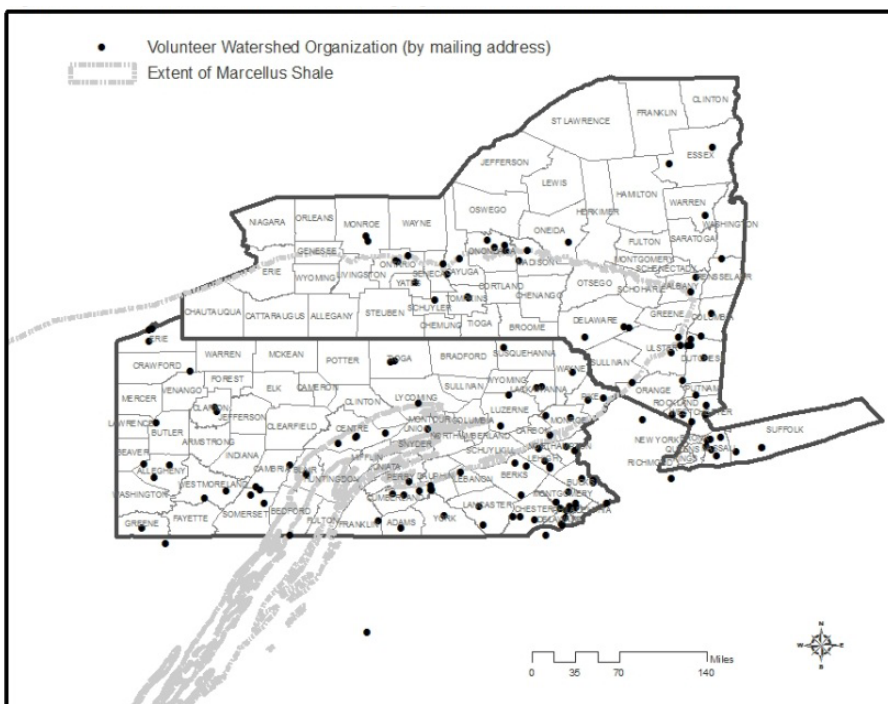 Volunteer Watershed Organization (by mailing address)
Extent of Marcellus Shale
CLINTON
FRANKLIN
ST LAWRENCE
ESSEX
JEFFERSON
LEWIS
HAMILTON
WARREN
WASHINGTON
OSWEGO
ONEIDA
HERKIMER
NIAGARA
ORLEANS
MONROE
WAYNE
SARATOGA
FULTON
GENESEE
MONTGOMERY
ERIE
WYOMING
LIVINGSTON
ONTARIO
YATES
SENECA
CAYUGA
MADISON
SCHENECTADY
RENSSELAER
OTSEGO
SCHOHARIE
ALBANY
CORTLAND
CHENANGO
CHAUTAUQUA
CATTARAUGUS
ALLEGANY
STEUBEN
SCHUYLER
TOMPKINS
CHEMUNG
TIOGA
BROOME
DELAWARE
GREENE
COLUMBIA
ULSTER
SULLIVAN
ORANGE
PUTNAM
ROCKLAND
SUFFOLK
NEW YORK
RICHMOND
ERIE
CRAWFORD
WARREN
MCKEAN
POTTER
TIOGA
BRADFORD
SUSQUEHANNA
WAYNE
FOREST
ELK
CAMERON
SULLIVAN
WYOMING
PIKE
MERCER
VENANGO
CLARION
JEFFERSON
CLINTON
LYCOMING
LUZERNE
LAWRENCE
BUTLER
CLEARFIELD
CENTRE
MONTOUR
COLUMBIA
CARBON
ARMSTRONG
SNYDER
BEAVER
INDIANA
MIFFLIN
SCHUYLKILL
LEHIGH
ALLEGHENY
CAMBRIA
BLAIR
HUNTINGDON
JUNIATA
PERRY
LEBANON
BERKS
BUCKS
WASHINGTON
WESTMORELAND
CUMBERLAND
MONTGOMERY
LANCASTER
CHESTER
GREENE
FAYETTE
SOMERSET
BEDFORD
FULTON
FRANKLIN
ADAMS
YORK
N
W
E
S
Miles
0 35 70 140